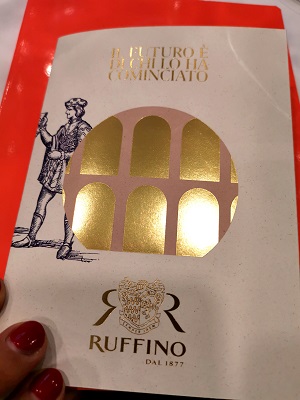 IL FUTURO È
DI CHI LO HA
COMINCIATO
RUFFINO
DAL 1877